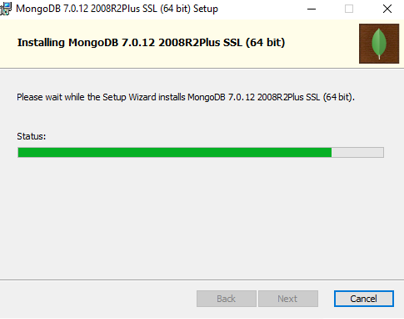 MongoDB 7.0.12 2008R2Plus SSL (64 bit) Setup
Installing MongoDB 7.0.12 2008R2Plus SSL (64 bit)
Please wait while the Setup Wizard installs MongoDB 7.0.12 2008R2Plus SSL (64 bit).
Status:
Back Next Cancel